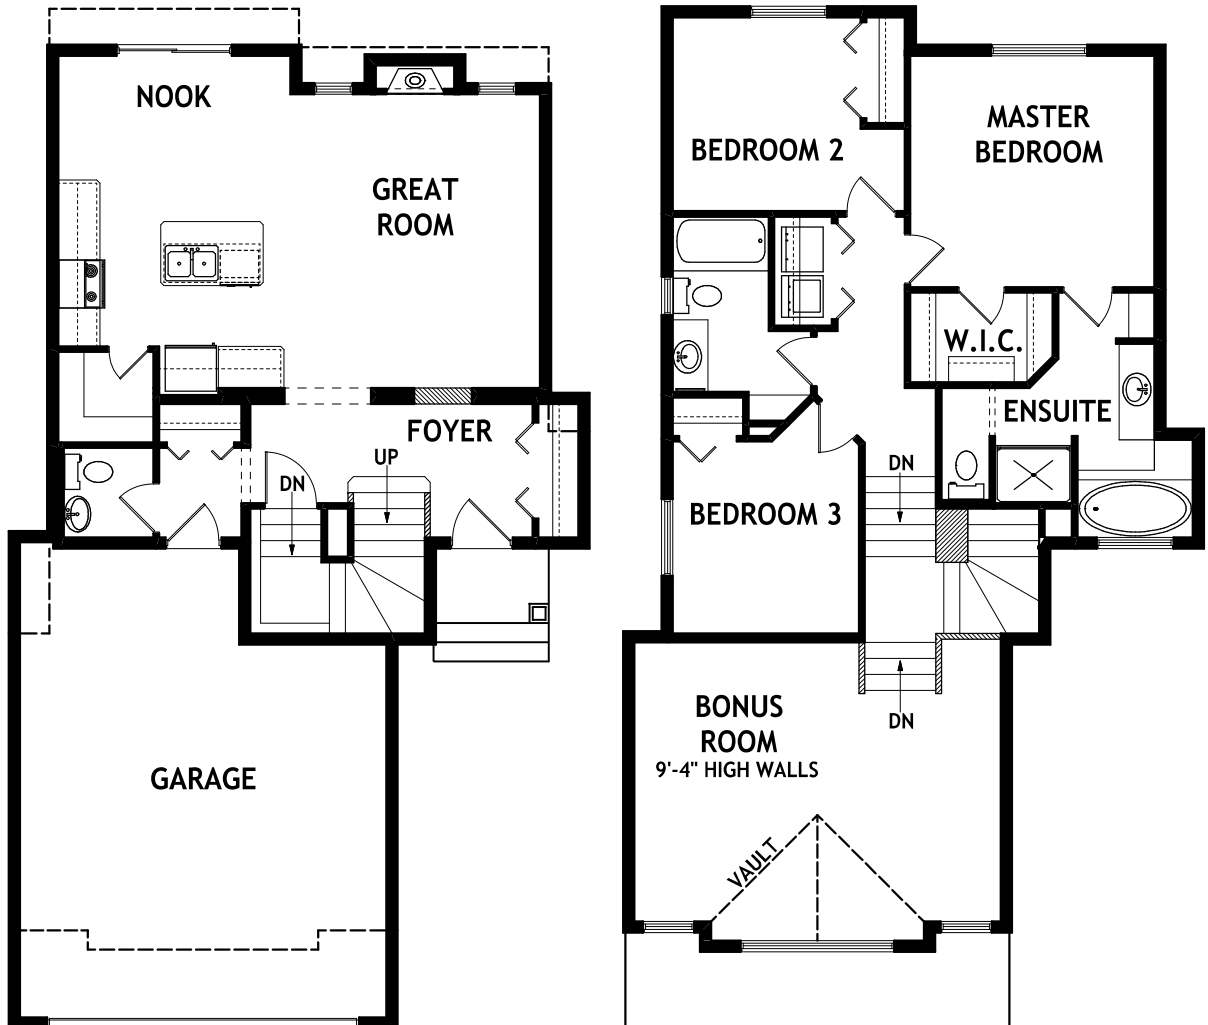 NOOK
GREAT
ROOM
FOYER
UP
DN
GARAGE
BEDROOM 2
MASTER
BEDROOM
W.I.C.
ENSUITE
DN
BEDROOM 3
BONUS
ROOM
9'-4" HIGH WALLS
DN
VAULT